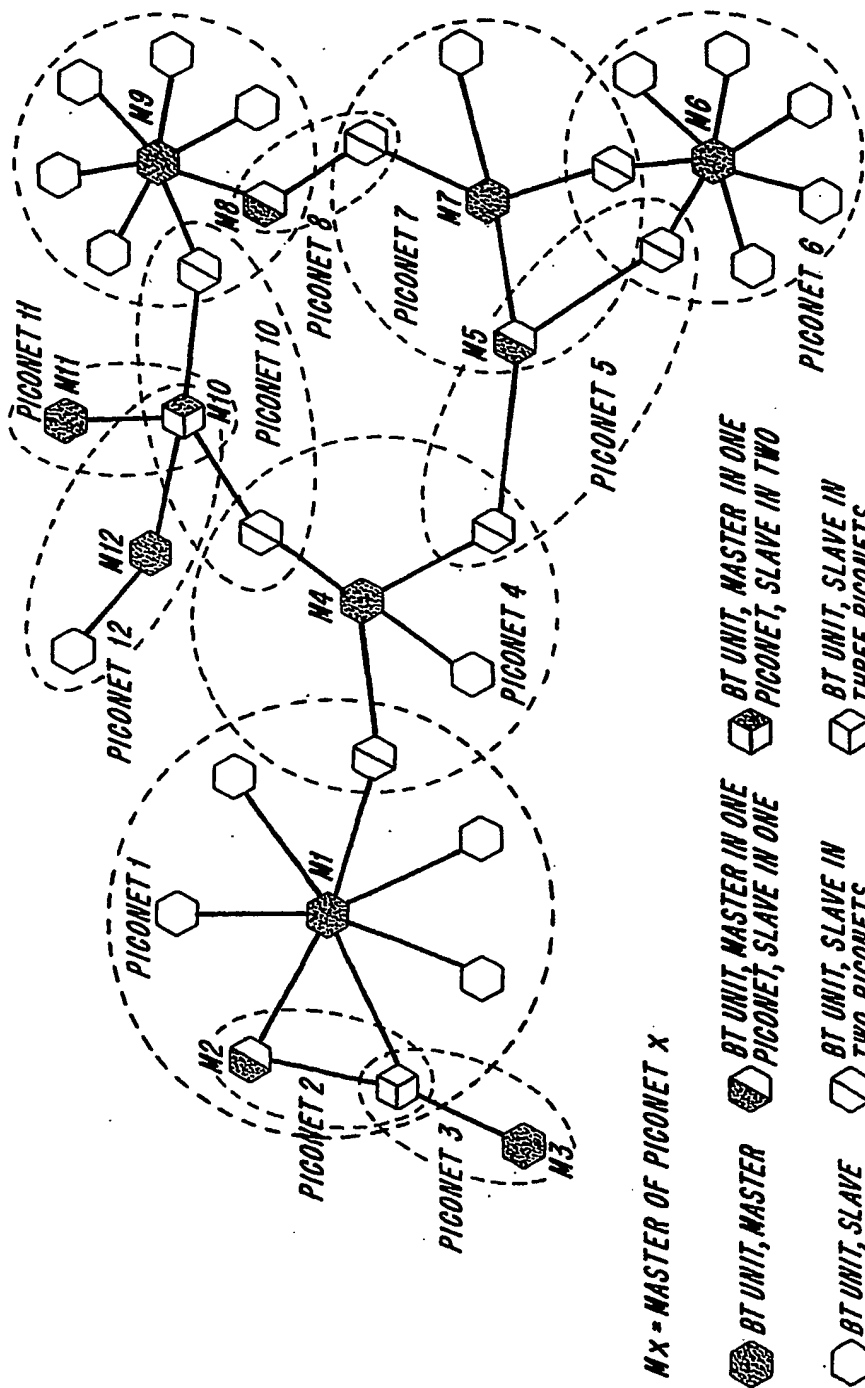 PICONET 1
M1
M2
PICONET 2
PICONET 3
M3
M4
PICONET 4
PICONET 12
M12
PICONET 11
M11
M10
PICONET 10
M9
M8
PICONET 8
PICONET 7
M7
M5
PICONET 5
M6
PICONET 6
Mx = MASTER OF PICONET X
BT UNIT, MASTER
BT UNIT, MASTER IN ONE
PICONET, SLAVE IN ONE
BT UNIT, MASTER IN ONE
PICONET, SLAVE IN TWO
BT UNIT, SLAVE
BT UNIT, SLAVE IN
TWO PICONETS
BT UNIT, SLAVE IN
THREE PICONETS